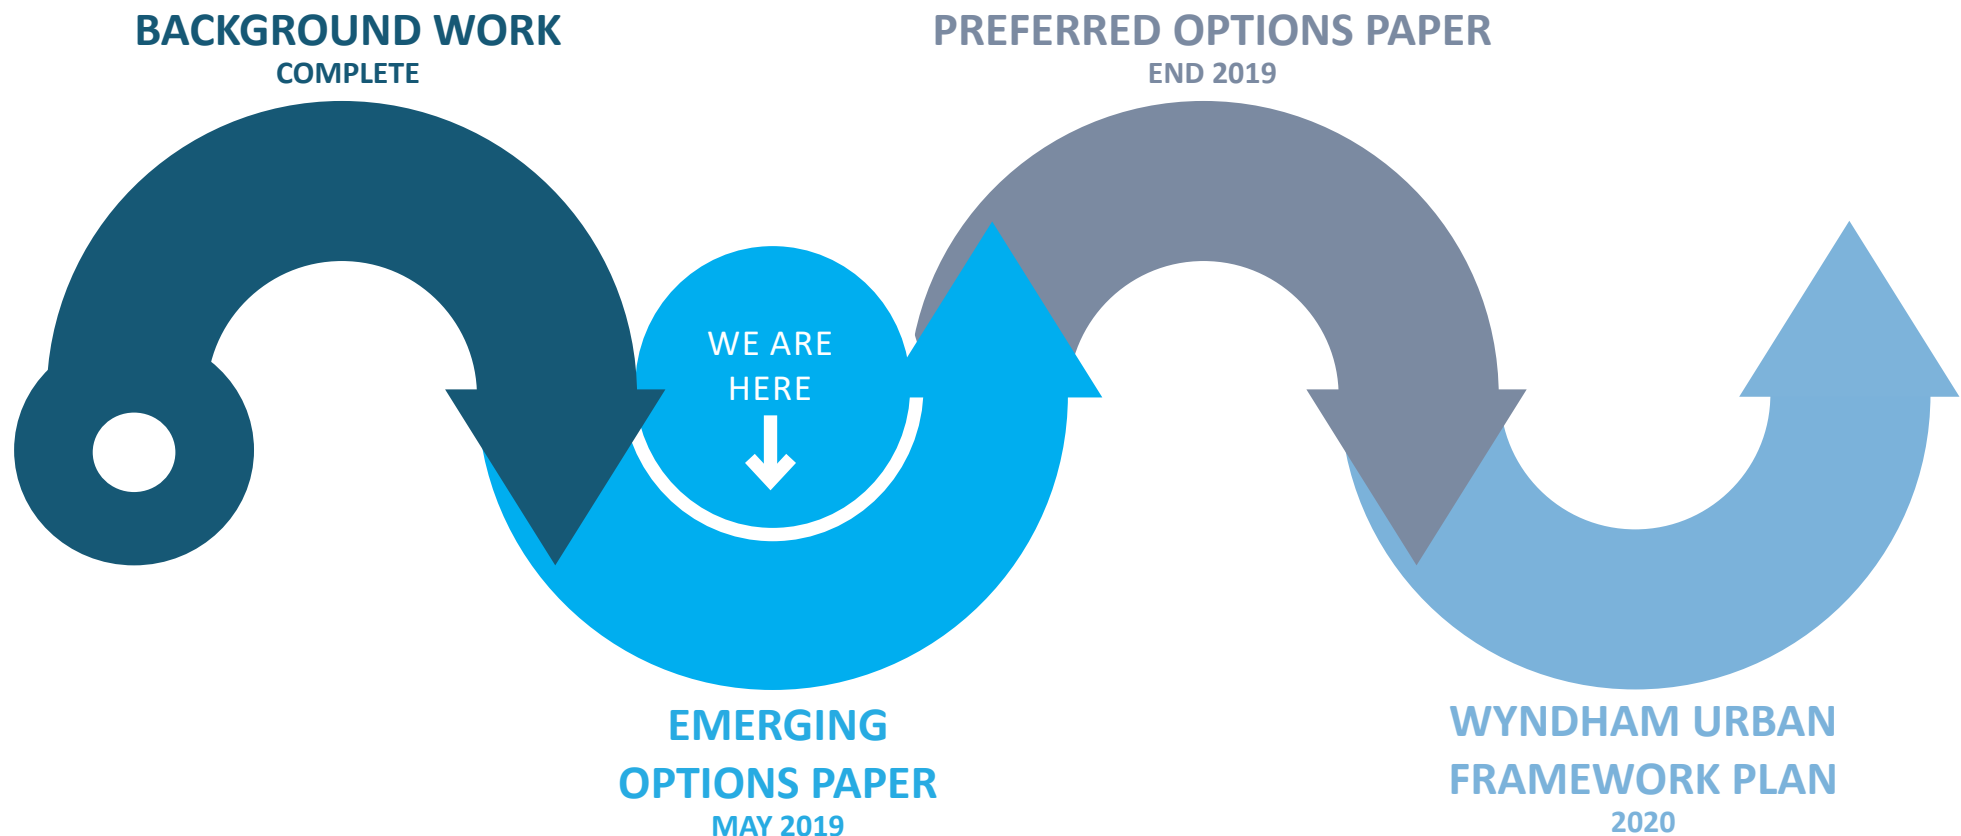 BACKGROUND WORK
COMPLETE
WE ARE
HERE
EMERGING
OPTIONS PAPER
MAY 2019
PREFERRED OPTIONS PAPER
END 2019
WYNDHAM URBAN
FRAMEWORK PLAN
2020